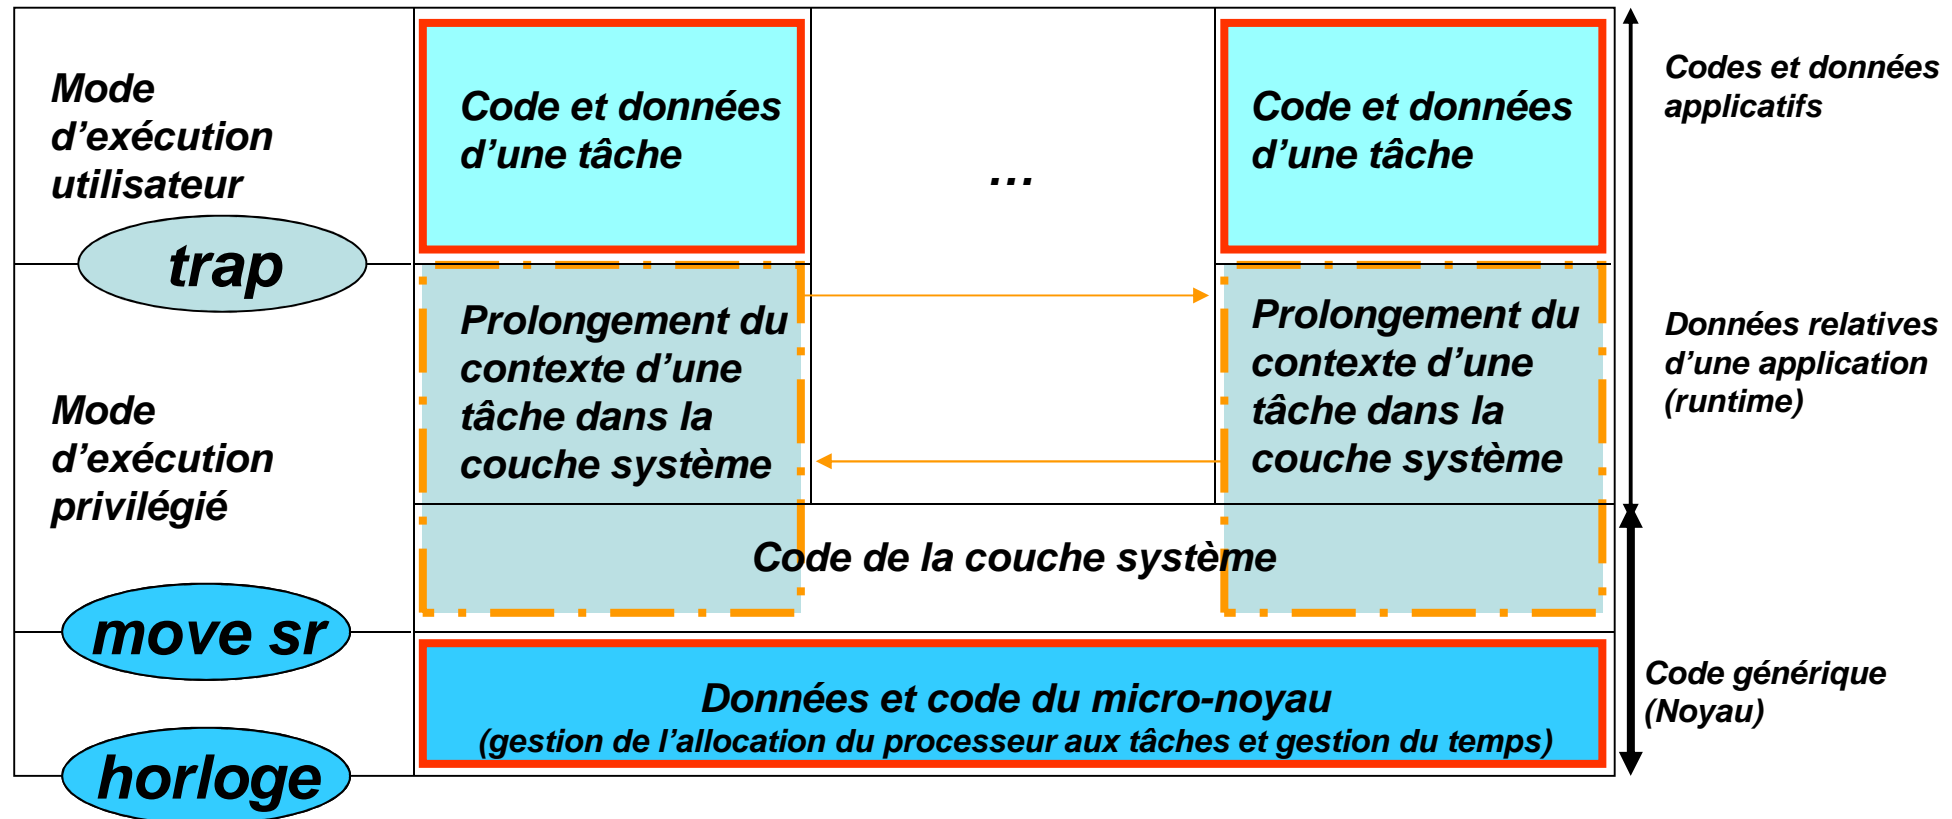 Mode
d’exécution
utilisateur
trap
Mode
d’exécution
privilégié
move sr
horloge
Code et données
d’une tâche
…
Code et données
d’une tâche
Prolongement du
contexte d’une
tâche dans la
couche système
Prolongement du
contexte d’une
tâche dans la
couche système
Code de la couche système
Données et code du micro-noyau
(gestion de l’allocation du processeur aux tâches et gestion du temps)
Codes et données
applicatifs
Données relatives
d’une application
(runtime)
Code générique
(Noyau)